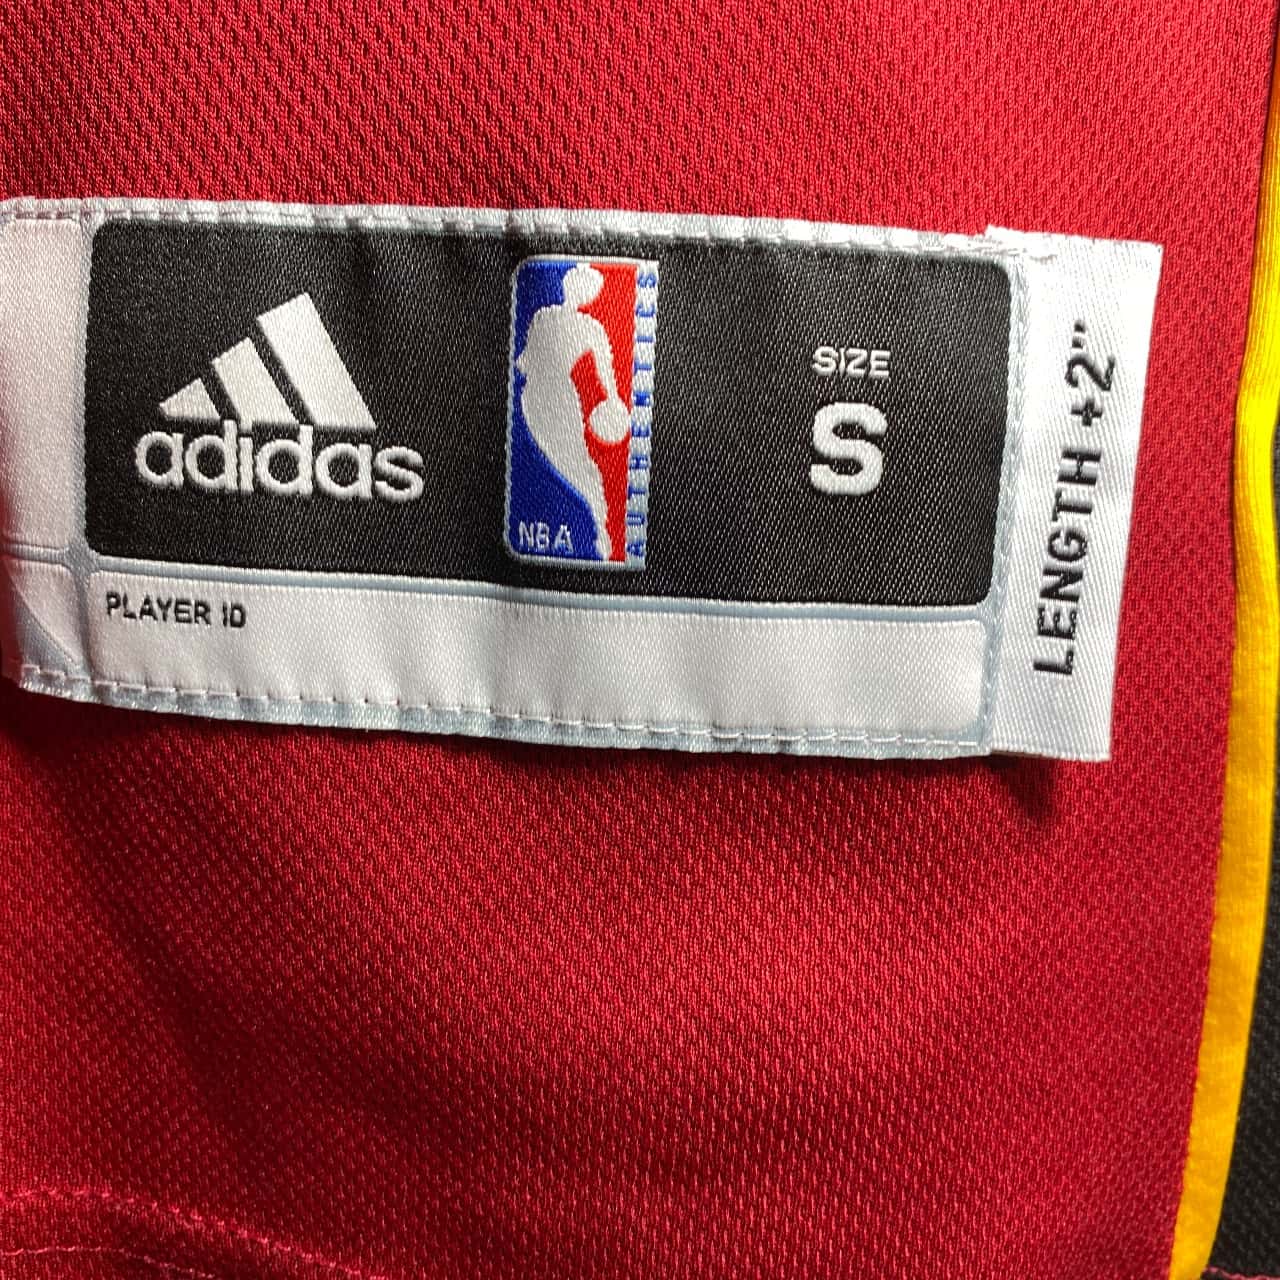 adidas
NBA
AUTHENTICS
SIZE
S
LENGTH +2"
PLAYER ID